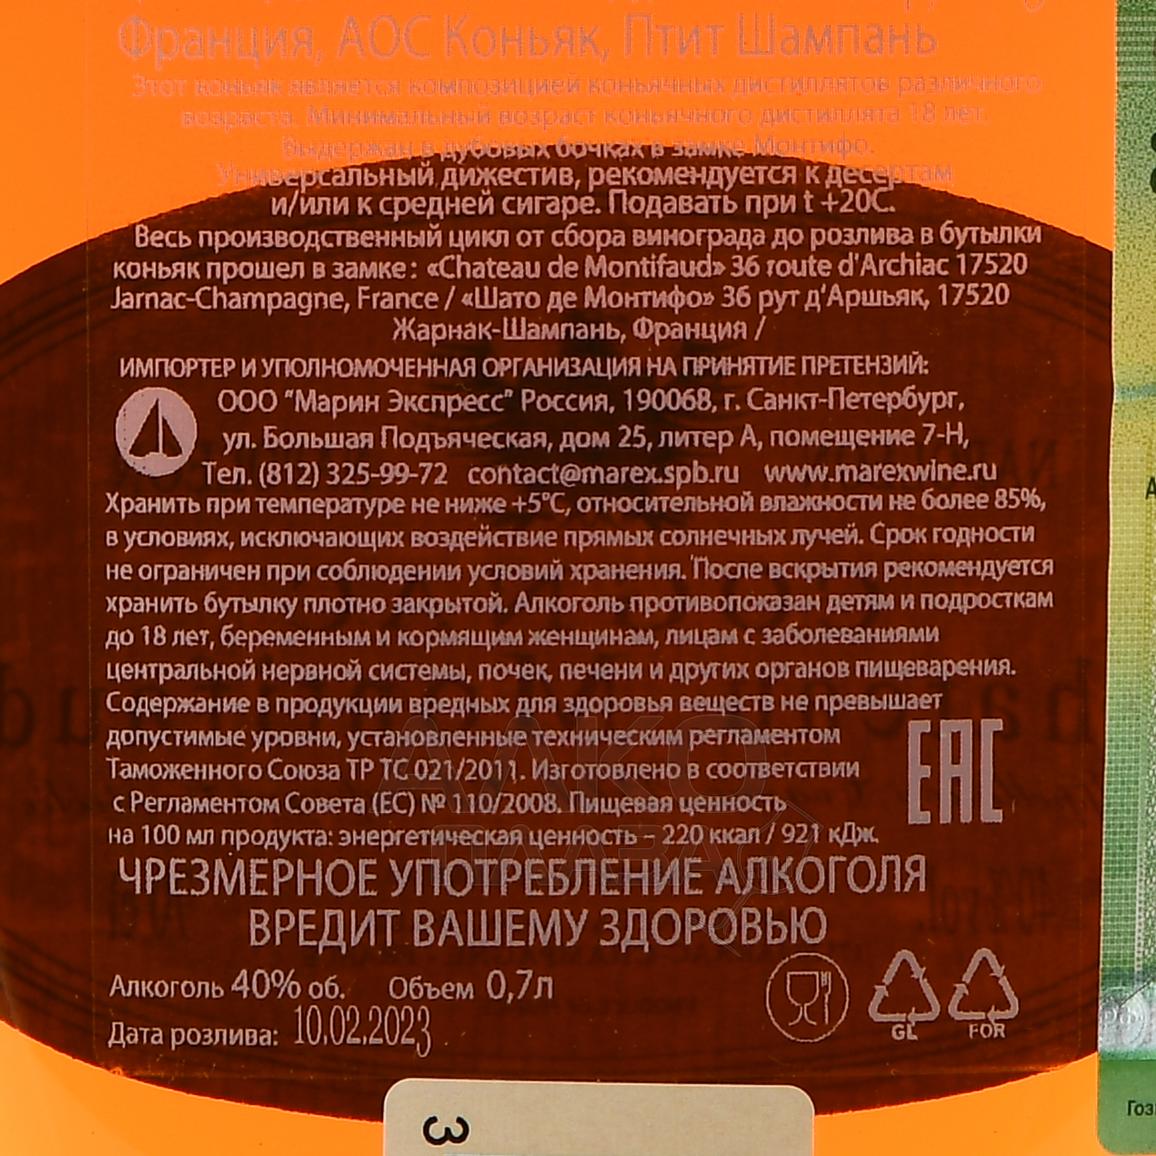 Франция, АОС Коньяк, Птит Шампань
Этот коньяк является композицией коньячных дистиллятов различного
возраста. Минимальный возраст коньячного дистиллята 18 лет.
Выдержан в дубовых бочках в замке Монтифо.
Универсальный дижестив, рекомендуется к десертам
и/или к средней сигаре. Подавать при t +20С.
Весь производственный цикл от сбора винограда до розлива в бутылки
коньяк прошел в замке: «Chateau de Montifaud» 36 route d'Archiac 17520
Jarnac-Champagne, France / «Шато де Монтифо» 36 рут д'Аршьяк, 17520
Жарнак-Шампань, Франция /
ИМПОРТЕР И УПОЛНОМОЧЕННАЯ ОРГАНИЗАЦИЯ НА ПРИНЯТИЕ ПРЕТЕНЗИЙ:
ООО "Марин Экспресс" Россия, 190068, г. Санкт-Петербург,
ул. Большая Подъяческая, дом 25, литер А, помещение 7-Н,
Тел. (812) 325-99-72 contact@marex.spb.ru www.marexwine.ru
Хранить при температуре не ниже +5°С, относительной влажности не более 85%,
в условиях, исключающих воздействие прямых солнечных лучей. Срок годности
не ограничен при соблюдении условий хранения. После вскрытия рекомендуется
хранить бутылку плотно закрытой. Алкоголь противопоказан детям и подросткам
до 18 лет, беременным и кормящим женщинам, лицам с заболеваниями
центральной нервной системы, почек, печени и других органов пищеварения.
Содержание в продукции вредных для здоровья веществ не превышает
допустимые уровни, установленные техническим регламентом
Таможенного Союза ТР ТС 021/2011. Изготовлено в соответствии
с Регламентом Совета (ЕС) № 110/2008. Пищевая ценность
на 100 мл продукта: энергетическая ценность – 220 ккал / 921 кДж.
ЕАС
ЧРЕЗМЕРНОЕ УПОТРЕБЛЕНИЕ АЛКОГОЛЯ
ВРЕДИТ ВАШЕМУ ЗДОРОВЬЮ
Алкоголь 40% об. Объем 0,7л
Дата розлива: 10.02.2023
GL FOR
3